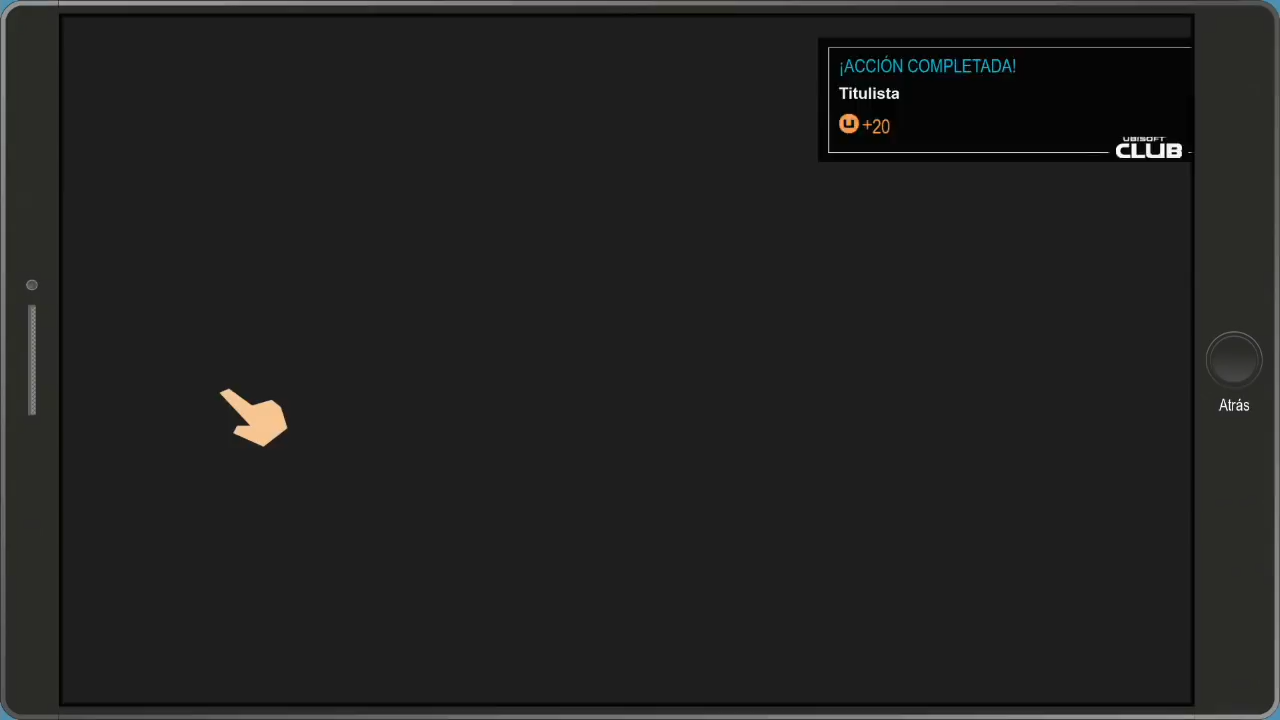 ¡ACCIÓN COMPLETADA!
Titulista
U +20
UBISOFT
CLUB
Atrás